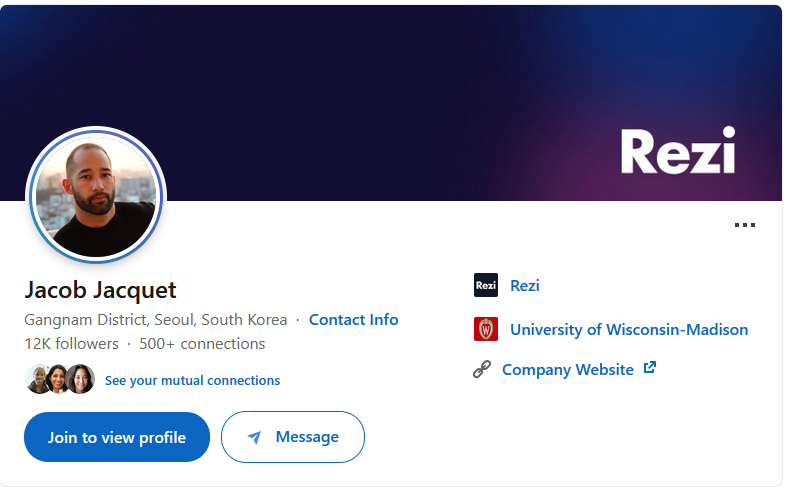 Rezi
Jacob Jacquet
Gangnam District, Seoul, South Korea · Contact Info
12K followers · 500+ connections
See your mutual connections
Join to view profile
Message
Rezi
Rezi
University of Wisconsin-Madison
W
Company Website